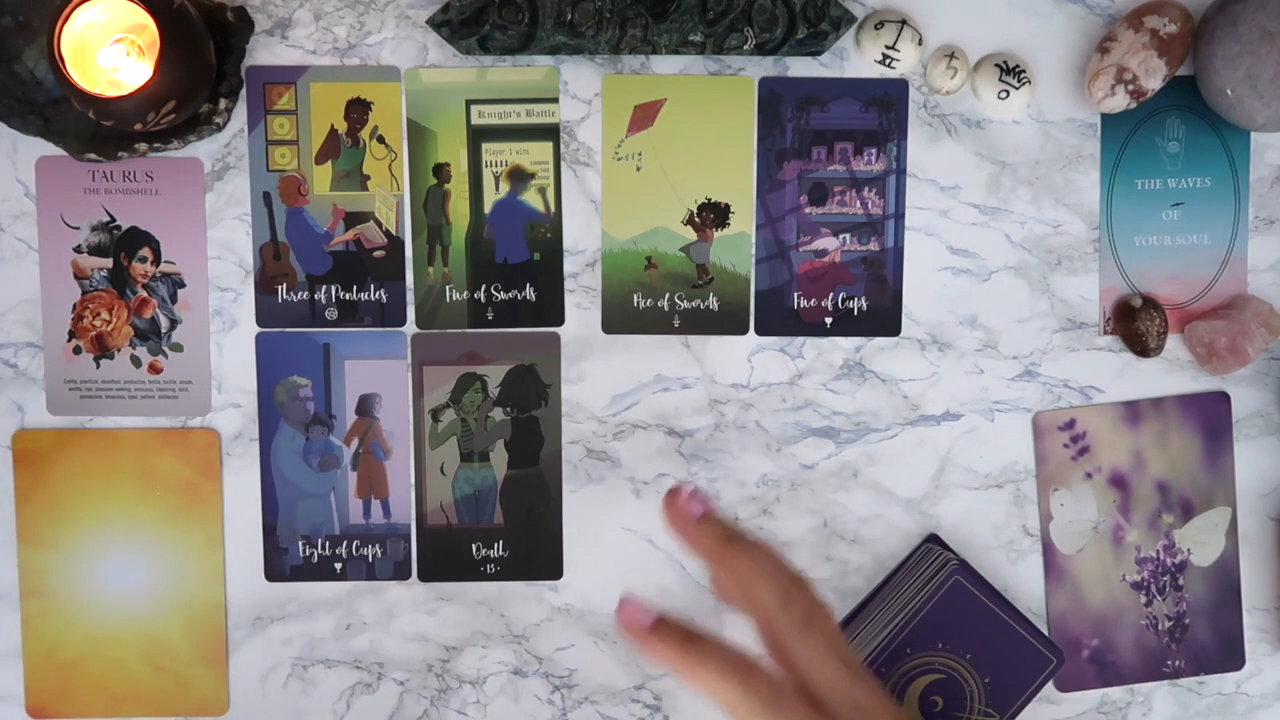 TAURUS
THE BOMBSHELL
Three of Pentacles
Knight's Battle
Player 1 wins
Five of Swords
Ace of Swords
Five of Cups
THE WAVES
OF
YOUR SOUL
Eight of Cups
Death
· 13 ·